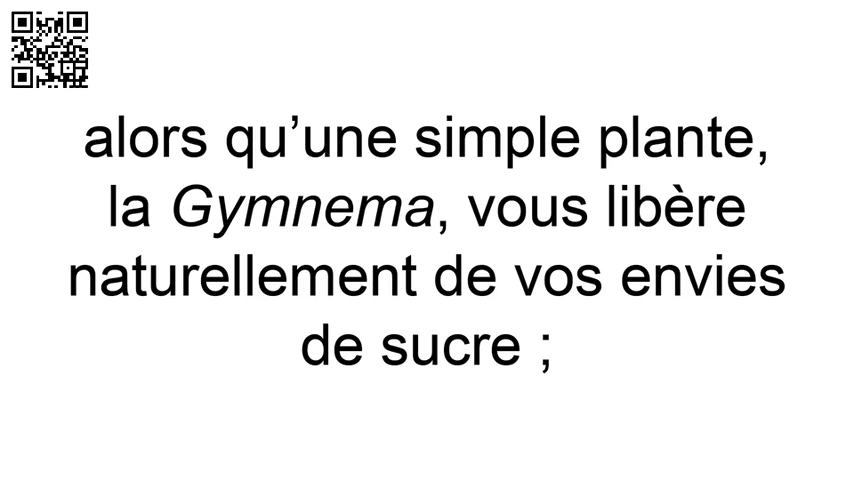 alors qu’une simple plante,
la Gymnema, vous libère
naturellement de vos envies
de sucre ;